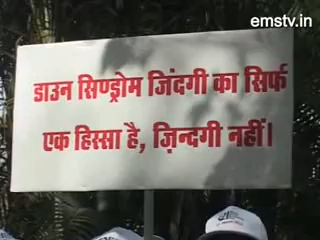 emstv.in
डाउन सिण्ड्रोम जिंदगी का सिर्फ
एक हिस्सा है, ज़िन्दगी नहीं।